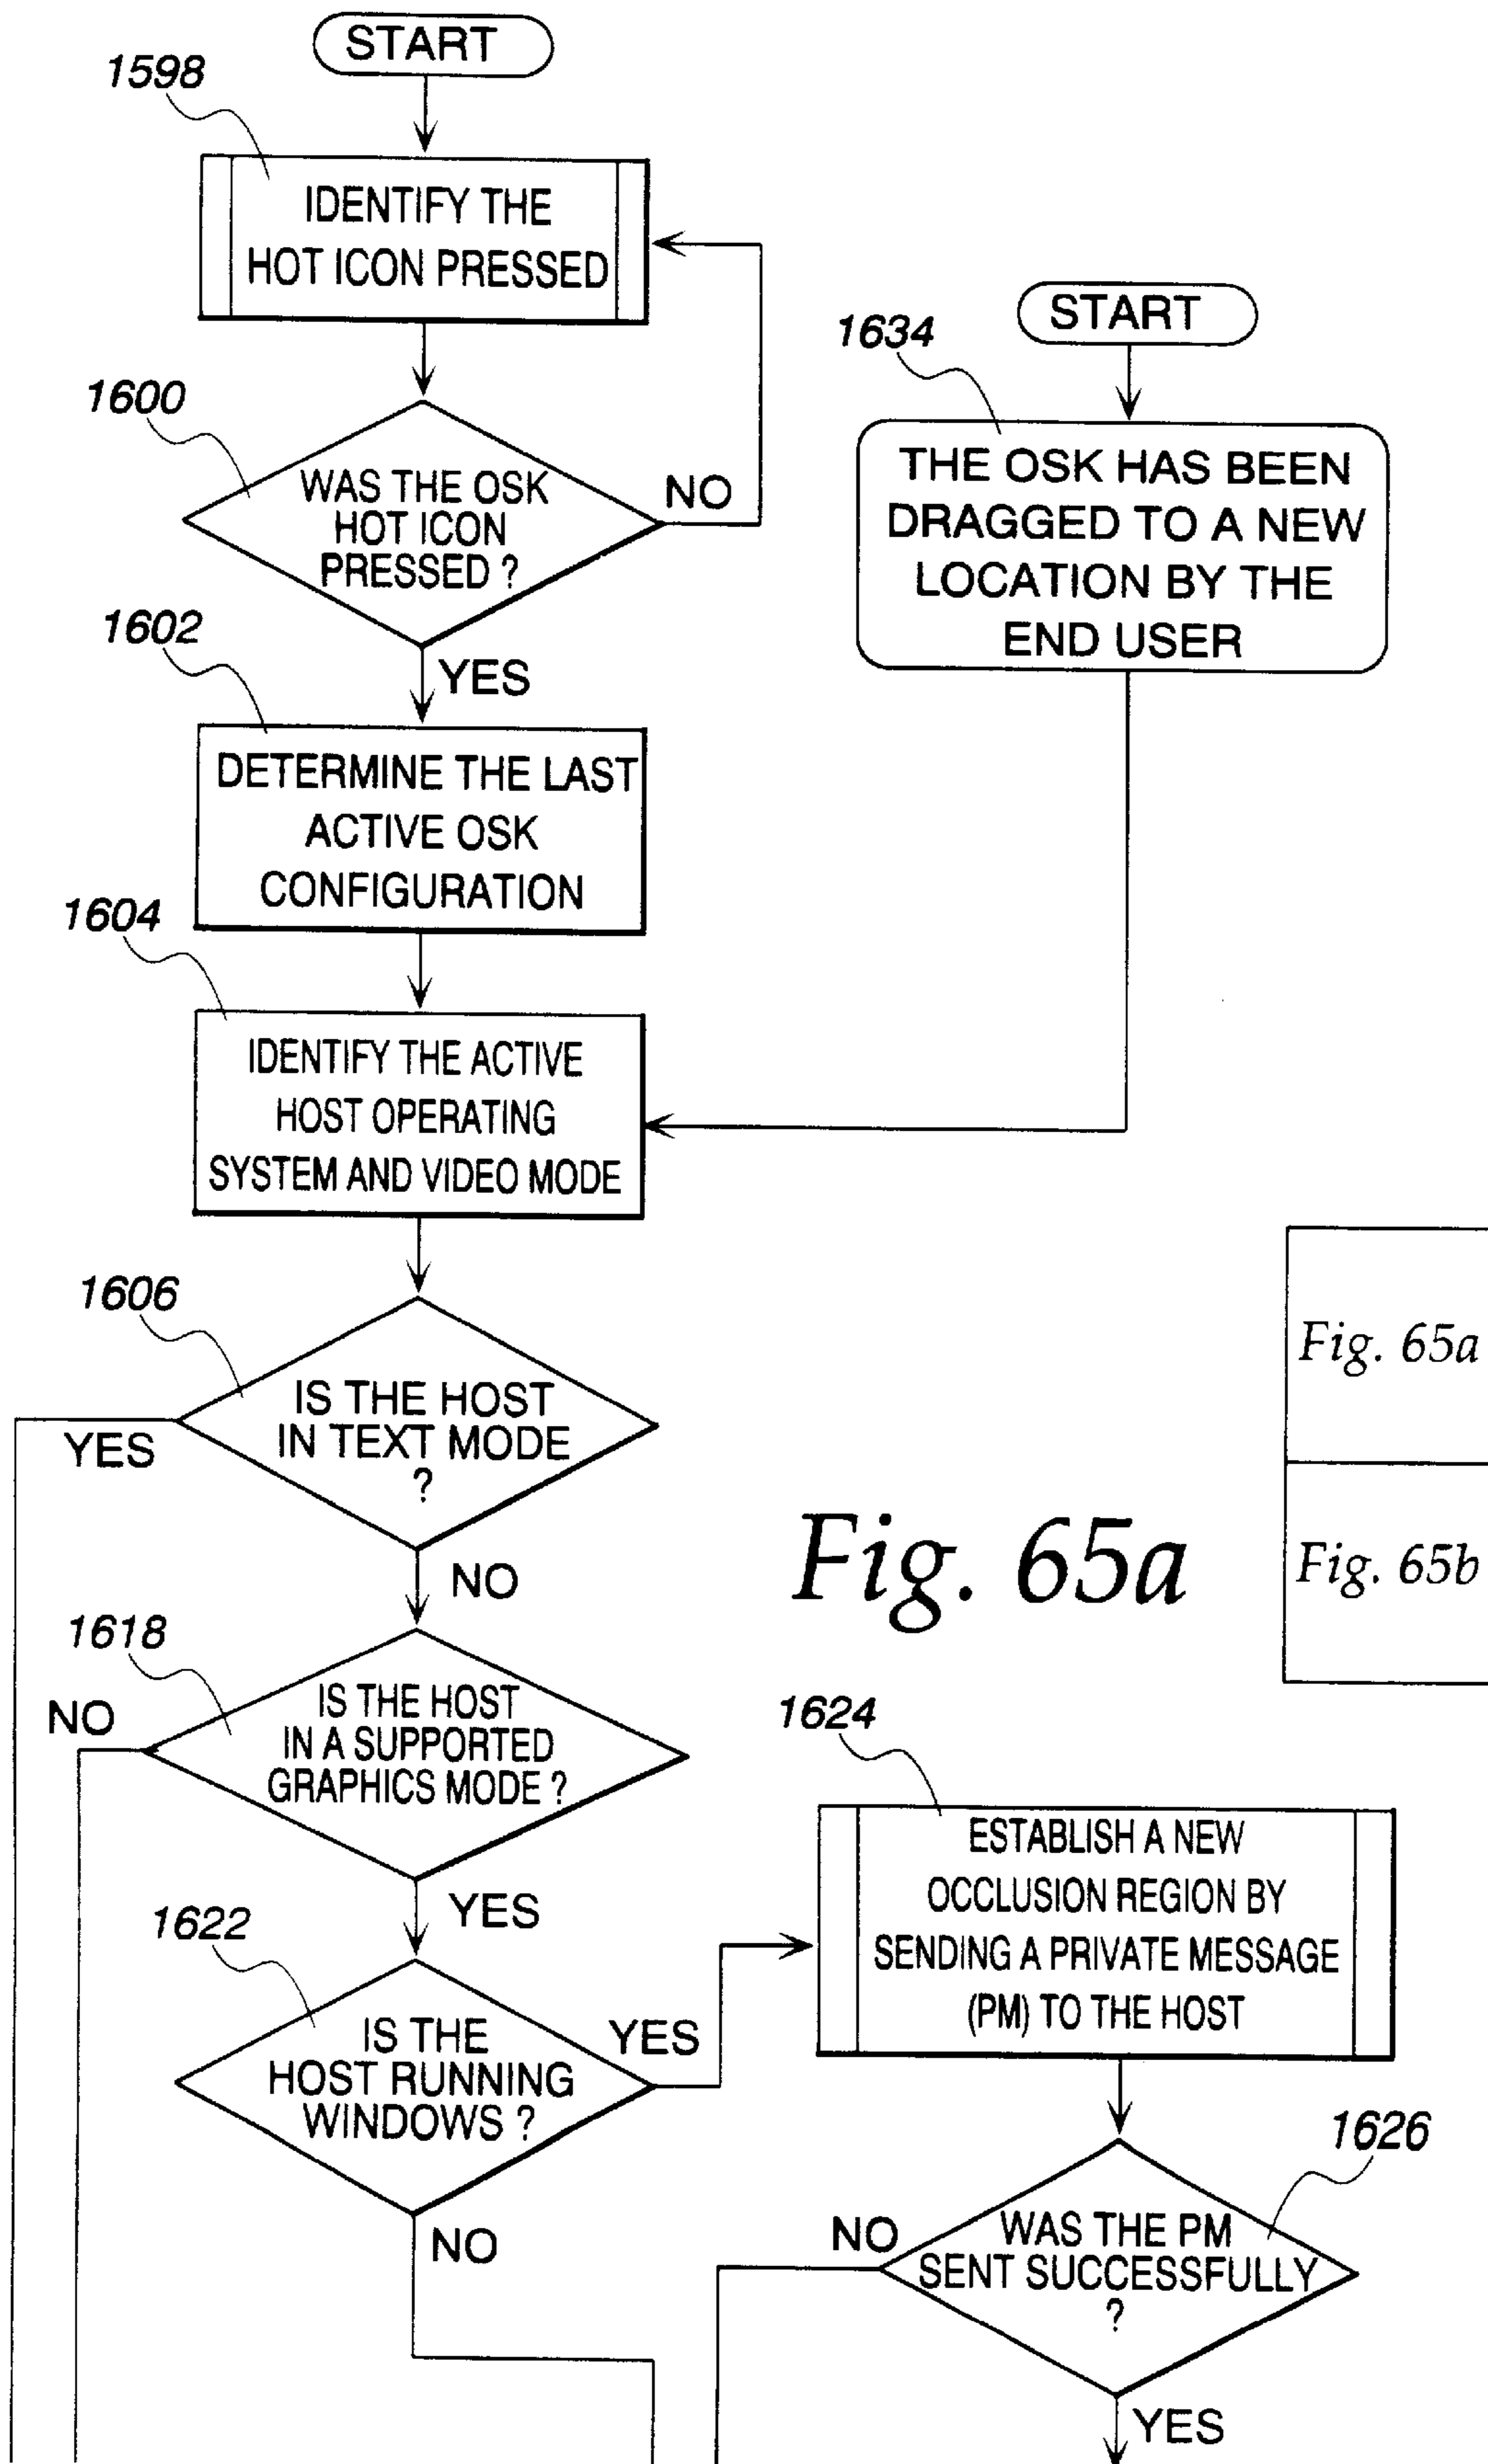 START
1598
IDENTIFY THE
HOT ICON PRESSED
START
1634
1600
WAS THE OSK
HOT ICON
PRESSED ?
NO
THE OSK HAS BEEN
DRAGGED TO A NEW
LOCATION BY THE
END USER
1602
YES
DETERMINE THE LAST
ACTIVE OSK
CONFIGURATION
1604
IDENTIFY THE ACTIVE
HOST OPERATING
SYSTEM AND VIDEO MODE
1606
IS THE HOST
IN TEXT MODE
?
YES
NO
Fig. 65a
Fig. 65a
Fig. 65b
1618
IS THE HOST
IN A SUPPORTED
GRAPHICS MODE ?
NO
YES
1624
ESTABLISH A NEW
OCCLUSION REGION BY
SENDING A PRIVATE MESSAGE
(PM) TO THE HOST
1622
IS THE
HOST RUNNING
WINDOWS ?
YES
NO
1626
WAS THE PM
SENT SUCCESSFULLY
?
NO
YES